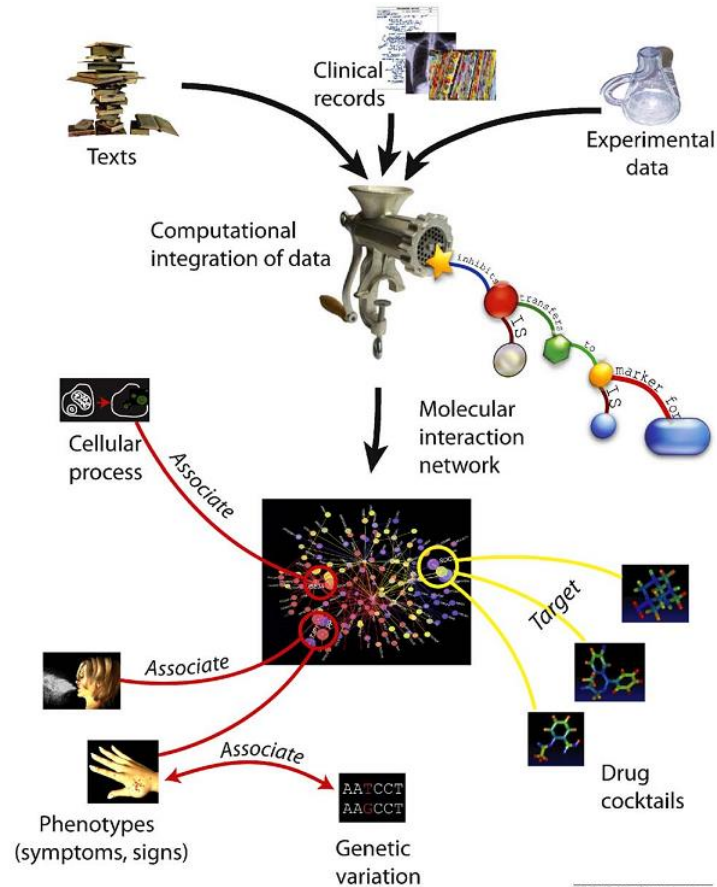 Texts
Clinical
records
Experimental
data
Computational
integration of data
inhibits
IS
transfers
to
IS
marker for
Molecular
interaction
network
Cellular
process
Associate
Associate
Target
Associate
AATCCT
AAGCCT
Phenotypes
(symptoms, signs)
Genetic
variation
Drug
cocktails